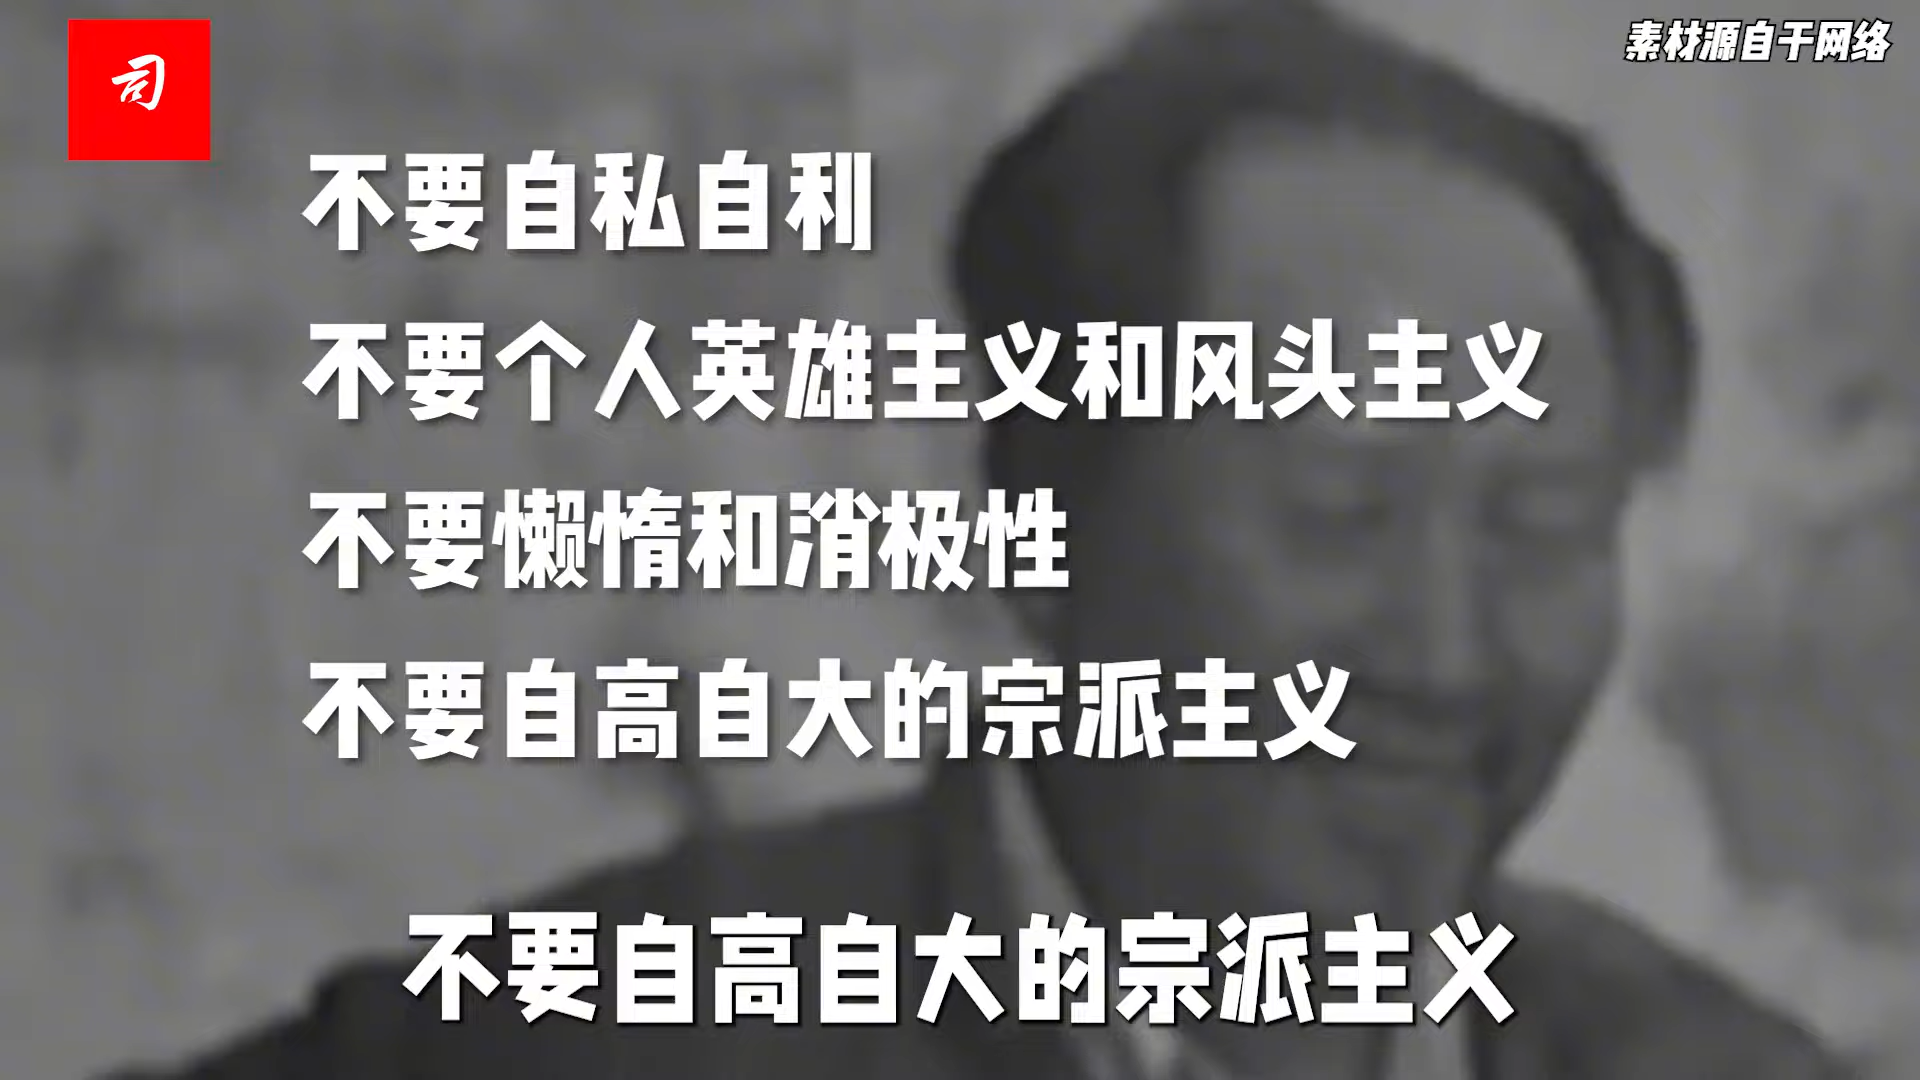 司
素材源自于网络
不要自私自利
不要个人英雄主义和风头主义
不要懒惰和消极性
不要自高自大的宗派主义
不要自高自大的宗派主义